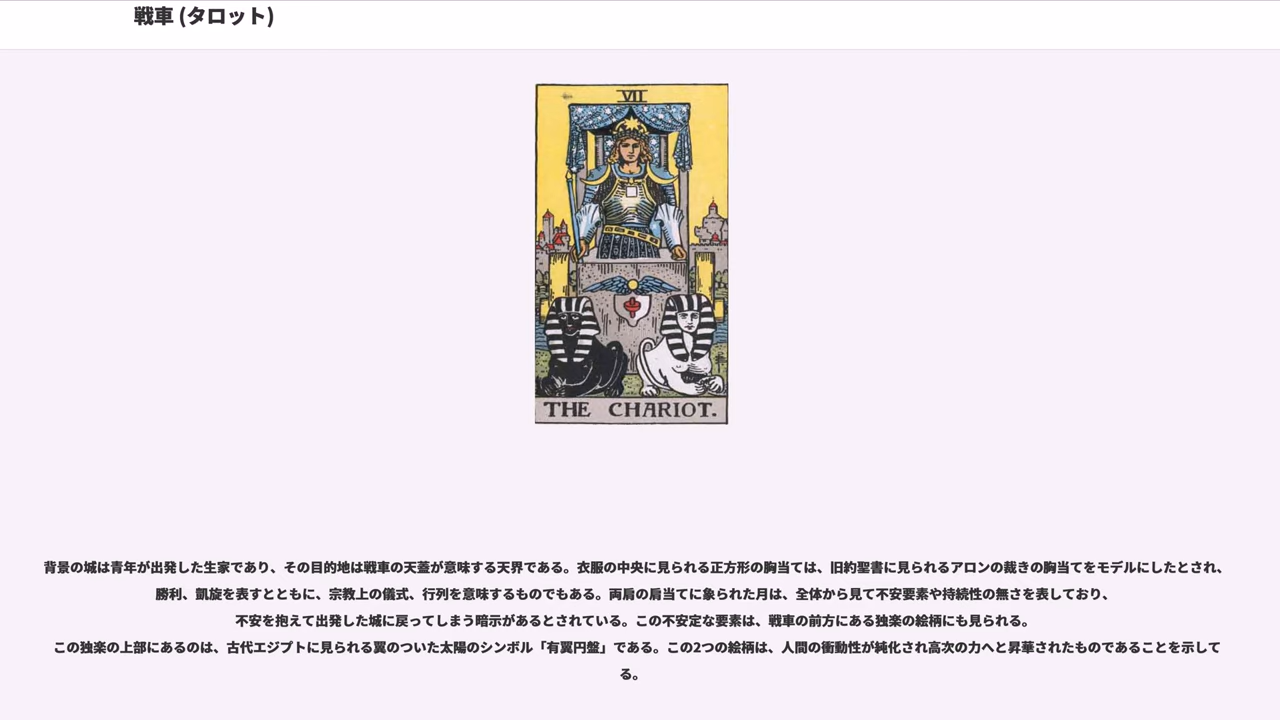 戦車 (タロット)
VII
THE CHARIOT.
背景の城は青年が出発した生家であり、その目的地は戦車の天蓋が意味する天界である。衣服の中央に見られる正方形の胸当ては、旧約聖書に見られるアロンの裁きの胸当てをモデルにしたとされ、
勝利、凱旋を表すとともに、宗教上の儀式、行列を意味するものでもある。両肩の肩当てに象られた月は、全体から見て不安要素や持続性の無さを表しており、
不安を抱えて出発した城に戻ってしまう暗示があるとされている。この不安定な要素は、戦車の前方にある独楽の絵柄にも見られる。
この独楽の上部にあるのは、古代エジプトに見られる翼のついた太陽のシンボル「有翼円盤」である。この2つの絵柄は、人間の衝動性が純化され高次の力へと昇華されたものであることを示して
る。